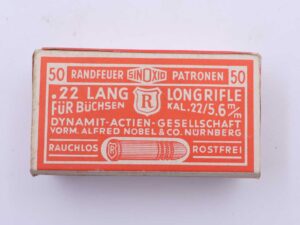 50 RANDFEUER SINOXID PATRONEN 50
.22 LANG R LONGRIFLE
FÜR BÜCHSEN KAL. 22/5,6 m/m
DYNAMIT-ACTIEN-GESELLSCHAFT
VORM. ALFRED NOBEL & CO. NÜRNBERG
RAUCHLOS ROSTFREI